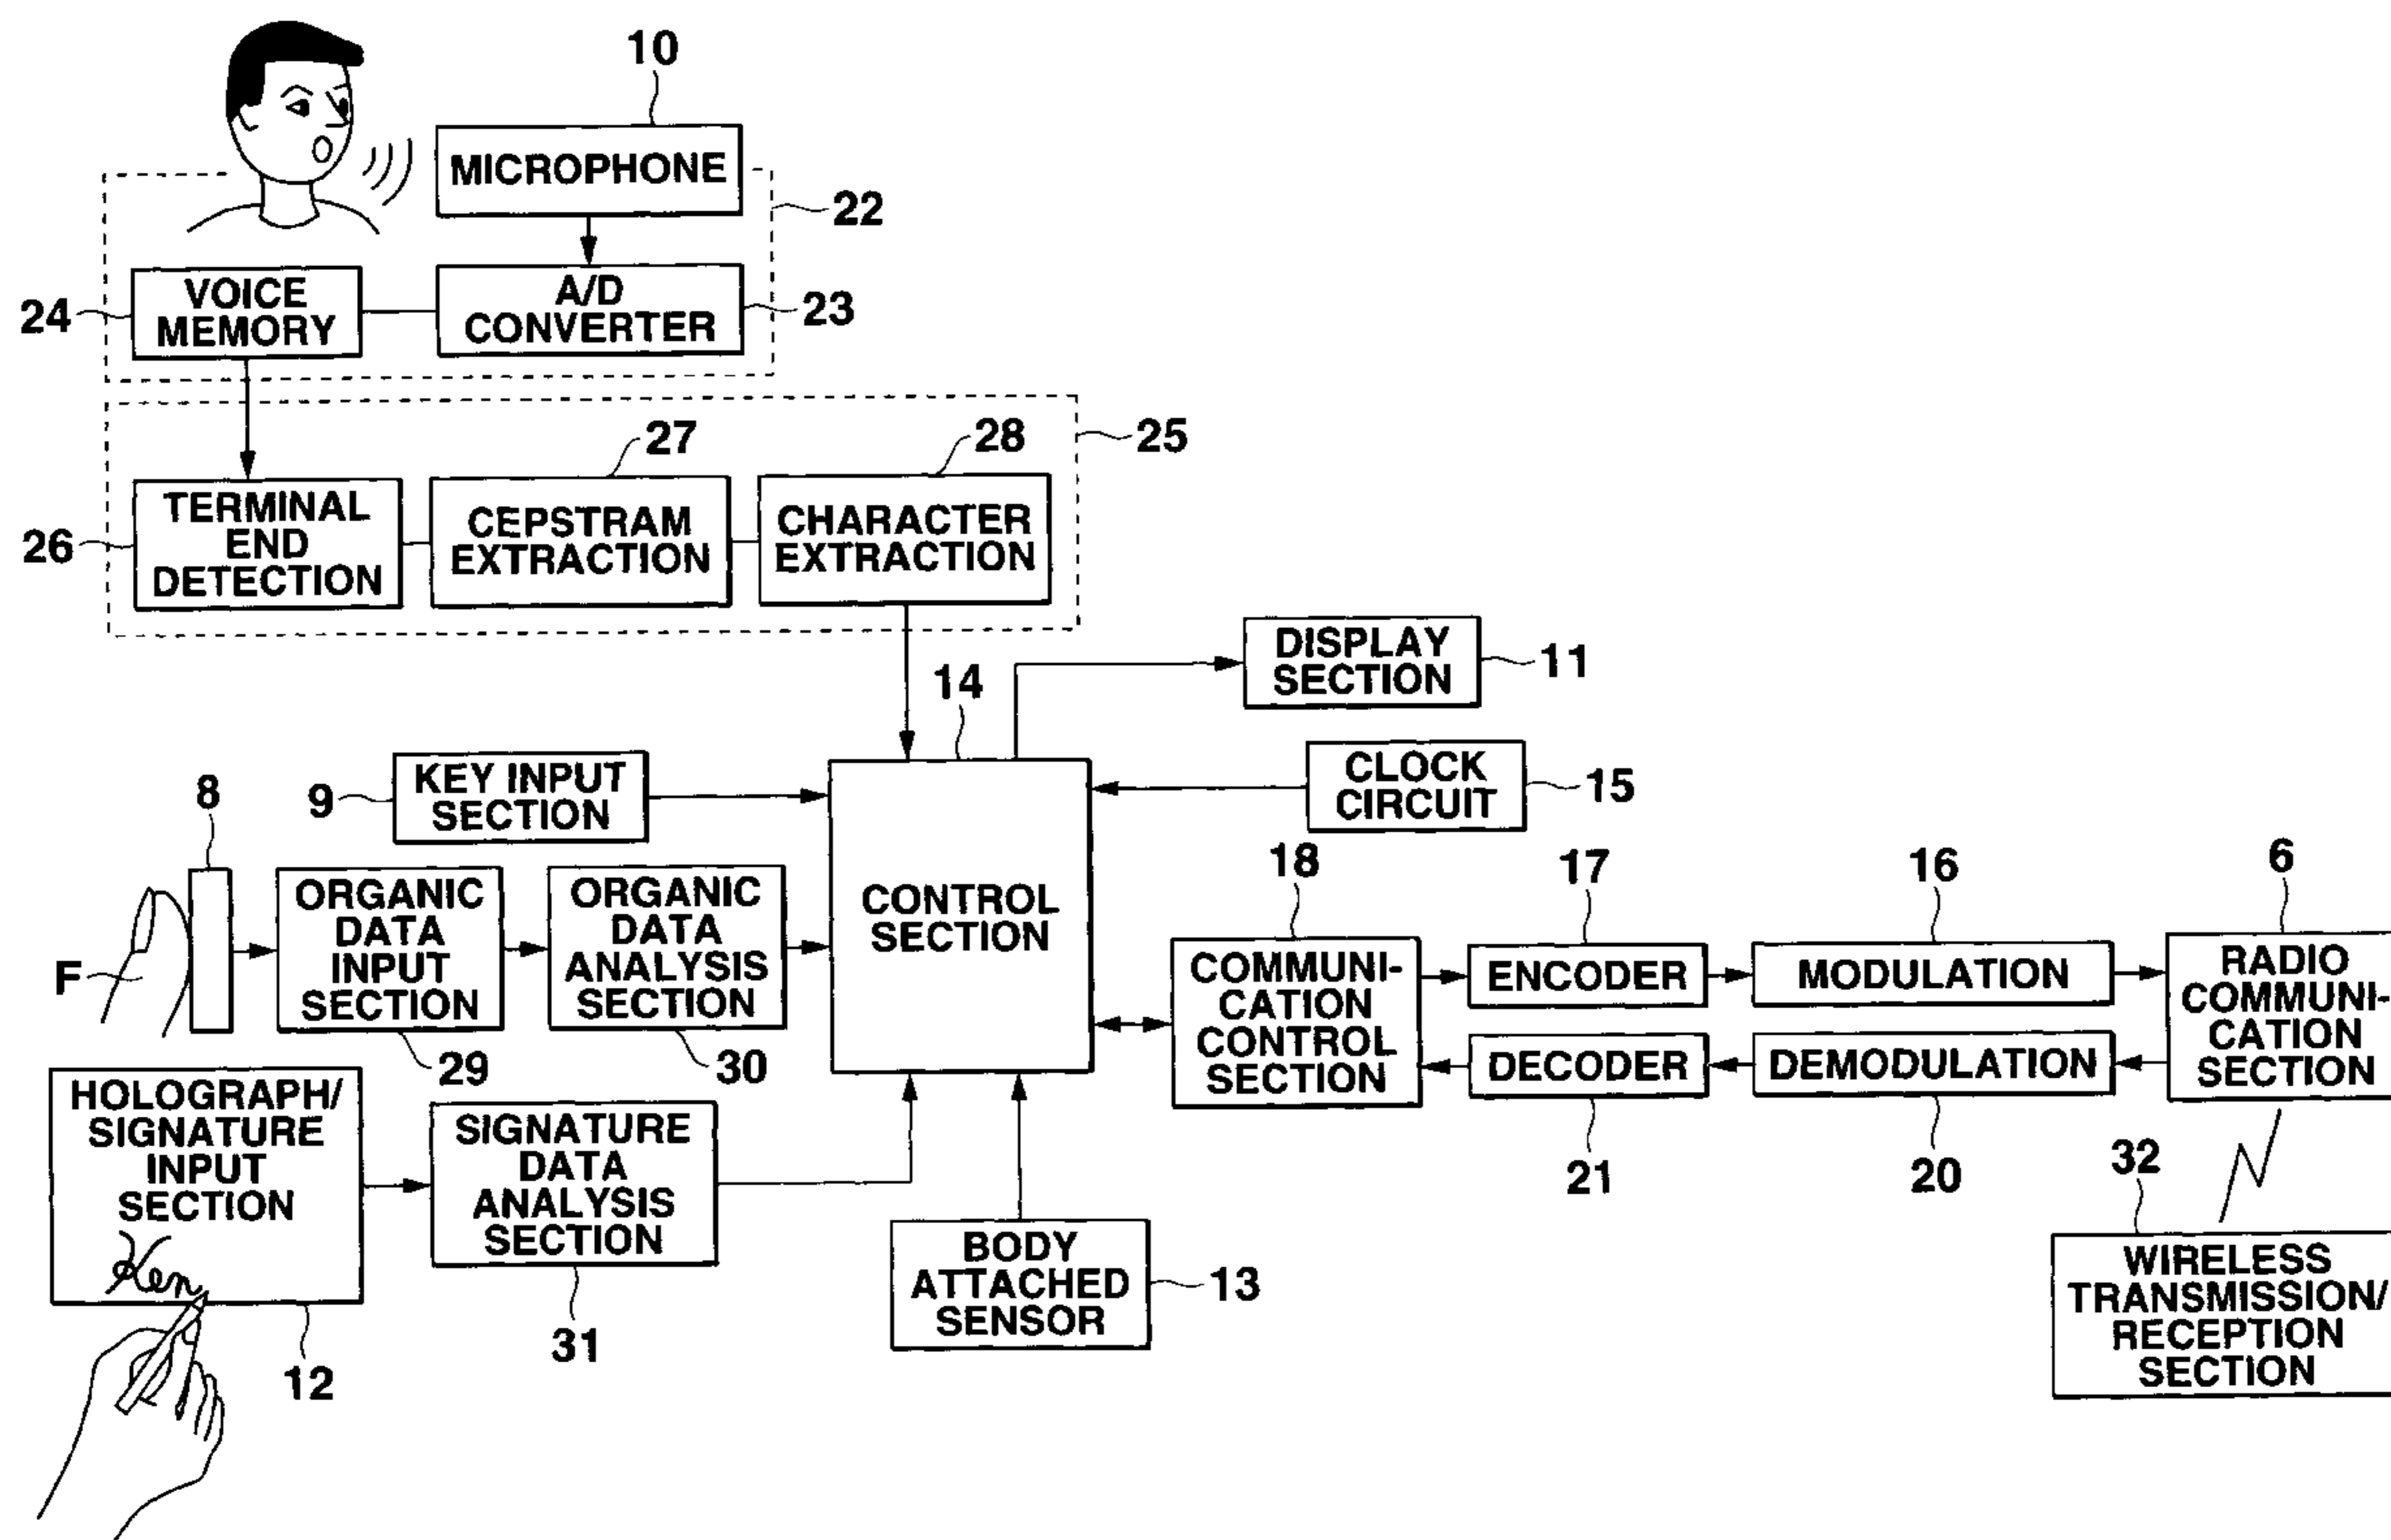 10
MICROPHONE
22
VOICE
MEMORY
24
A/D
CONVERTER
23
27
28
25
TERMINAL
END
DETECTION
26
CEPSTRAM
EXTRACTION
CHARACTER
EXTRACTION
DISPLAY
SECTION
11
14
KEY INPUT
SECTION
9
CLOCK
CIRCUIT
15
8
F
ORGANIC
DATA
INPUT
SECTION
29
ORGANIC
DATA
ANALYSIS
SECTION
30
CONTROL
SECTION
18
17
16
6
COMMUNI-
CATION
CONTROL
SECTION
ENCODER
MODULATION
RADIO
COMMUNI-
CATION
SECTION
DECODER
DEMODULATION
21
20
32
HOLOGRAPH/
SIGNATURE
INPUT
SECTION
Ken
12
SIGNATURE
DATA
ANALYSIS
SECTION
31
BODY
ATTACHED
SENSOR
13
WIRELESS
TRANSMISSION/
RECEPTION
SECTION